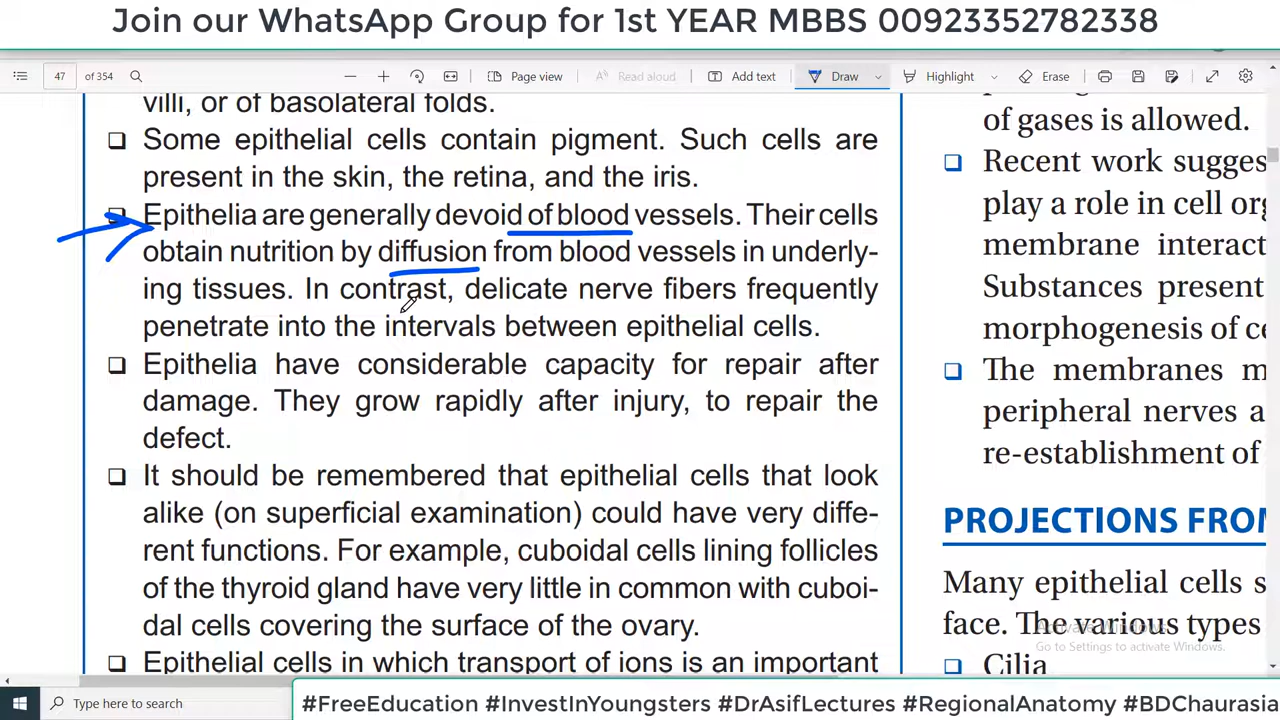 Join our WhatsApp Group for 1st YEAR MBBS 00923352782338
47 of 354
Page view
Read aloud
Add text
Draw
Highlight
Erase
villi, or of basolateral folds.
❑ Some epithelial cells contain pigment. Such cells are
present in the skin, the retina, and the iris.
❑ Epithelia are generally devoid of blood vessels. Their cells
obtain nutrition by diffusion from blood vessels in underly-
ing tissues. In contrast, delicate nerve fibers frequently
penetrate into the intervals between epithelial cells.
❑ Epithelia have considerable capacity for repair after
damage. They grow rapidly after injury, to repair the
defect.
❑ It should be remembered that epithelial cells that look
alike (on superficial examination) could have very diffe-
rent functions. For example, cuboidal cells lining follicles
of the thyroid gland have very little in common with cuboi-
dal cells covering the surface of the ovary.
❑ Epithelial cells in which transport of ions is an important
of gases is allowed.
❑ Recent work sugges
play a role in cell org
membrane interact
Substances present
morphogenesis of ce
❑ The membranes m
peripheral nerves a
re-establishment of
PROJECTIONS FROM
Many epithelial cells s
face. The various types
❑ Cilia
Activate Windows
Go to Settings to activate Windows.
Type here to search
#FreeEducation #InvestInYoungsters #DrAsifLectures #RegionalAnatomy #BDChaurasia